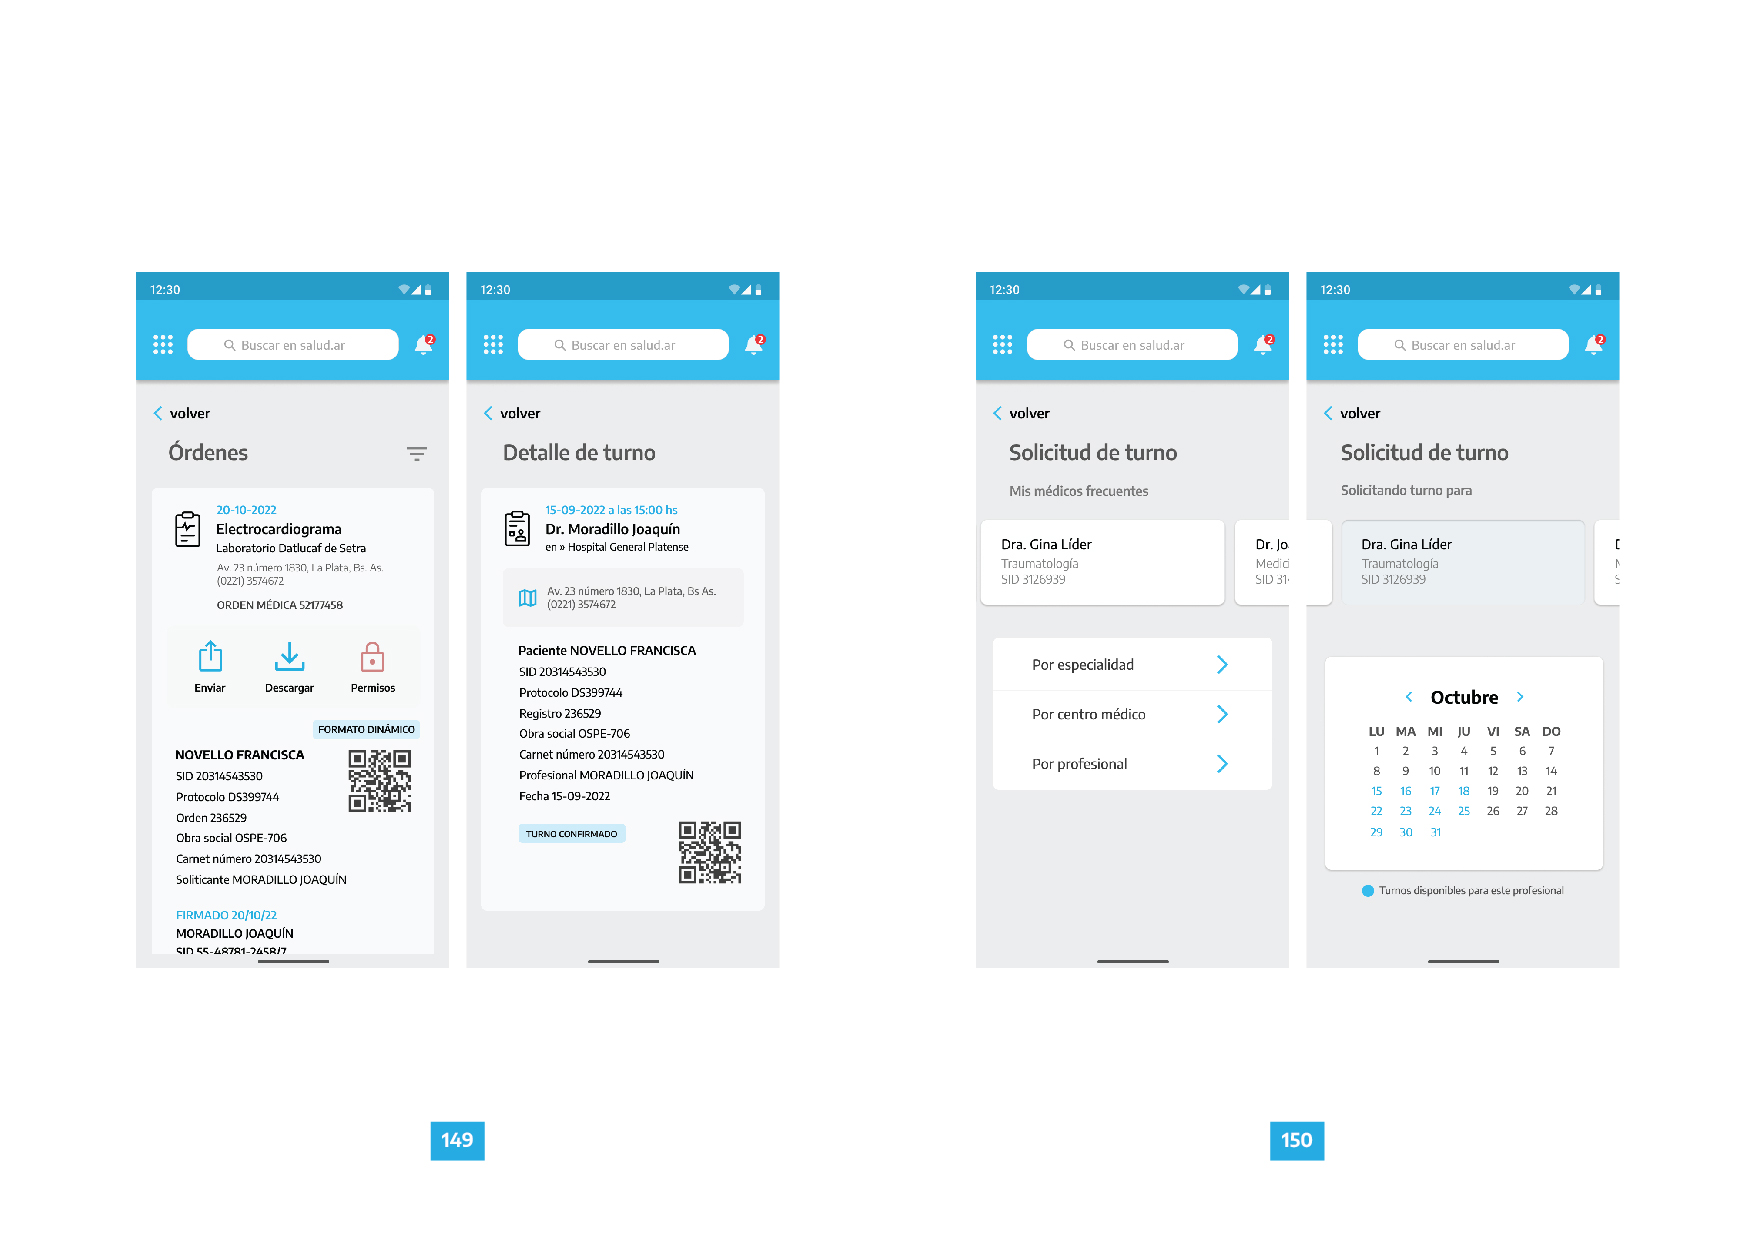 12:30
Buscar en salud.ar
2
volver
Órdenes
20-10-2022
Electrocardiograma
Laboratorio Datlucaf de Setra
Av. 23 número 1830, La Plata, Bs. As.
(0221) 3574672
ORDEN MÉDICA 52177458
Enviar
Descargar
Permisos
FORMATO DINÁMICO
NOVELLO FRANCISCA
SID 20314543530
Protocolo DS399744
Orden 236529
Obra social OSPE-706
Carnet número 20314543530
Soliticante MORADILLO JOAQUÍN
FIRMADO 20/10/22
MORADILLO JOAQUÍN
SID 55-48781-2458/7
12:30
Buscar en salud.ar
2
volver
Detalle de turno
15-09-2022 a las 15:00 hs
Dr. Moradillo Joaquín
en » Hospital General Platense
Av. 23 número 1830, La Plata, Bs As.
(0221) 3574672
Paciente NOVELLO FRANCISCA
SID 20314543530
Protocolo DS399744
Registro 236529
Obra social OSPE-706
Carnet número 20314543530
Profesional MORADILLO JOAQUÍN
Fecha 15-09-2022
TURNO CONFIRMADO
149
12:30
Buscar en salud.ar
2
volver
Solicitud de turno
Mis médicos frecuentes
Dra. Gina Líder
Traumatología
SID 3126939
Dr. Jo
Medic
SID 31
Por especialidad
Por centro médico
Por profesional
12:30
Buscar en salud.ar
2
volver
Solicitud de turno
Solicitando turno para
Dra. Gina Líder
Traumatología
SID 3126939
Octubre
LU MA MI JU VI SA DO
1 2 3 4 5 6 7
8 9 10 11 12 13 14
15 16 17 18 19 20 21
22 23 24 25 26 27 28
29 30 31
Turnos disponibles para este profesional
150